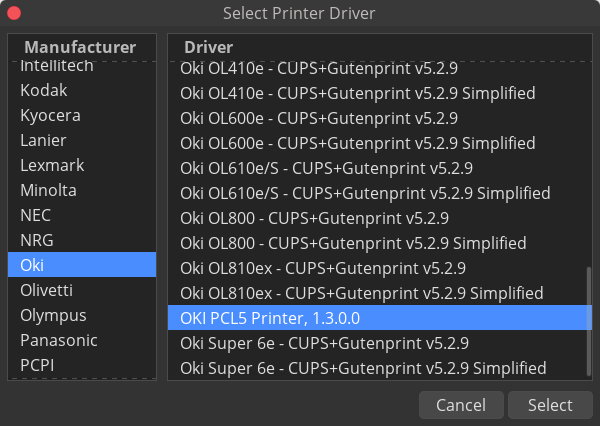 Select Printer Driver
Manufacturer
Intellitech
Kodak
Kyocera
Lanier
Lexmark
Minolta
NEC
NRG
Oki
Olivetti
Olympus
Panasonic
PCPI
Driver
Oki OL410e - CUPS+Gutenprint v5.2.9
Oki OL410e - CUPS+Gutenprint v5.2.9 Simplified
Oki OL600e - CUPS+Gutenprint v5.2.9
Oki OL600e - CUPS+Gutenprint v5.2.9 Simplified
Oki OL610e/S - CUPS+Gutenprint v5.2.9
Oki OL610e/S - CUPS+Gutenprint v5.2.9 Simplified
Oki OL800 - CUPS+Gutenprint v5.2.9
Oki OL800 - CUPS+Gutenprint v5.2.9 Simplified
Oki OL810ex - CUPS+Gutenprint v5.2.9
Oki OL810ex - CUPS+Gutenprint v5.2.9 Simplified
OKI PCL5 Printer, 1.3.0.0
Oki Super 6e - CUPS+Gutenprint v5.2.9
Oki Super 6e - CUPS+Gutenprint v5.2.9 Simplified
Cancel
Select